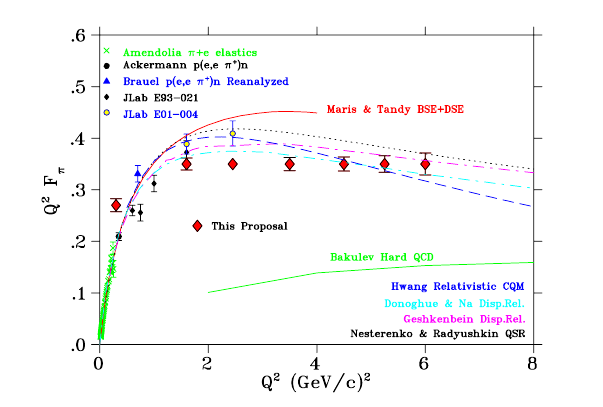 .6
.5
.4
.3
.2
.1
.0
Q² Fπ
Amendolia π+e elastics
Ackermann p(e,e π⁺)n
Brauel p(e,e π⁺)n Reanalyzed
JLab E93-021
JLab E01-004
Maris & Tandy BSE+DSE
This Proposal
Bakulev Hard QCD
Hwang Relativistic CQM
Donoghue & Na Disp.Rel.
Geshkenbein Disp.Rel.
Nesterenko & Radyushkin QSR
0 2 4 6 8
Q² (GeV/c)²